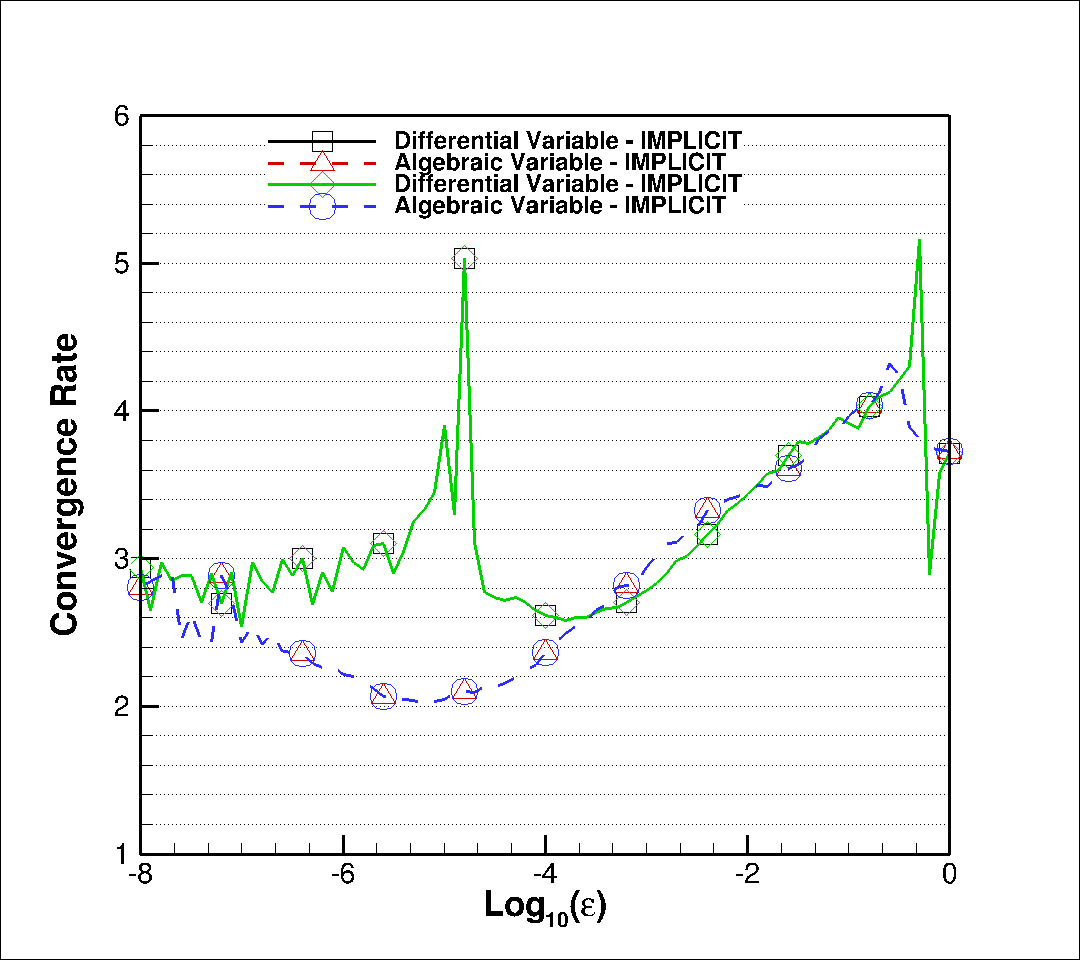 6
Differential Variable - IMPLICIT
Algebraic Variable - IMPLICIT
Differential Variable - IMPLICIT
Algebraic Variable - IMPLICIT
5
4
3
2
1
Convergence Rate
-8 -6 -4 -2 0
Log10(ε)